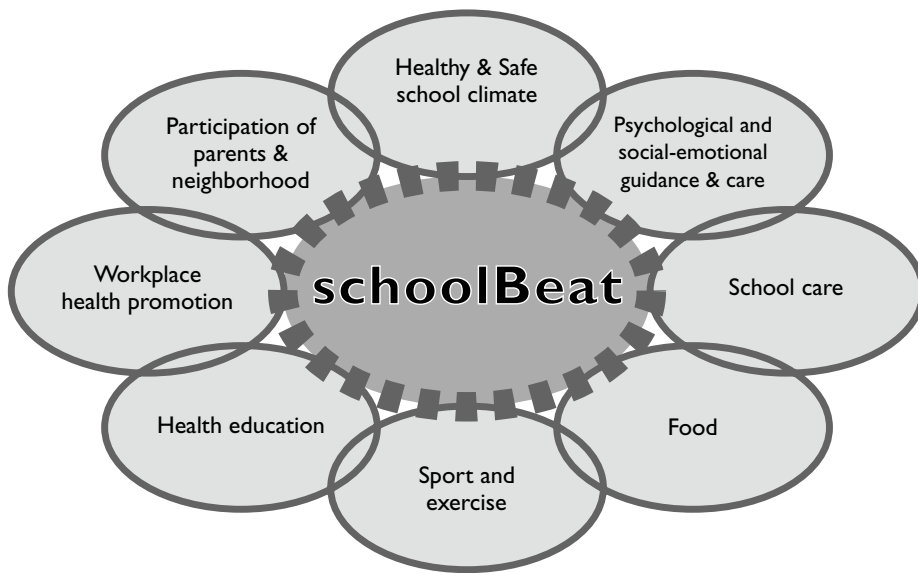 Healthy & Safe
school climate
Psychological and
social-emotional
guidance & care
School care
Food
Sport and
exercise
Health education
Workplace
health promotion
Participation of
parents &
neighborhood
schoolBeat